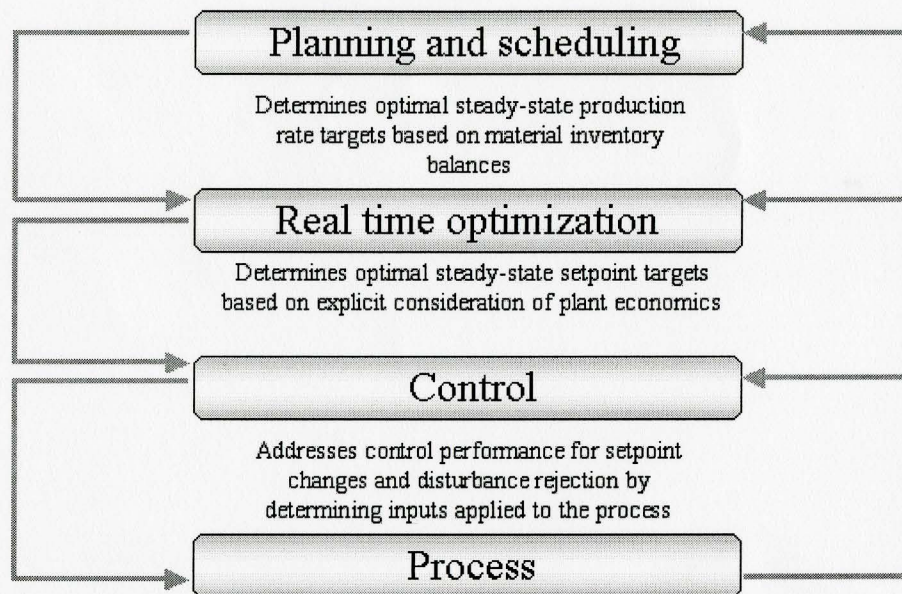 Planning and scheduling
Determines optimal steady-state production
rate targets based on material inventory
balances
Real time optimization
Determines optimal steady-state setpoint targets
based on explicit consideration of plant economics
Control
Addresses control performance for setpoint
changes and disturbance rejection by
determining inputs applied to the process
Process